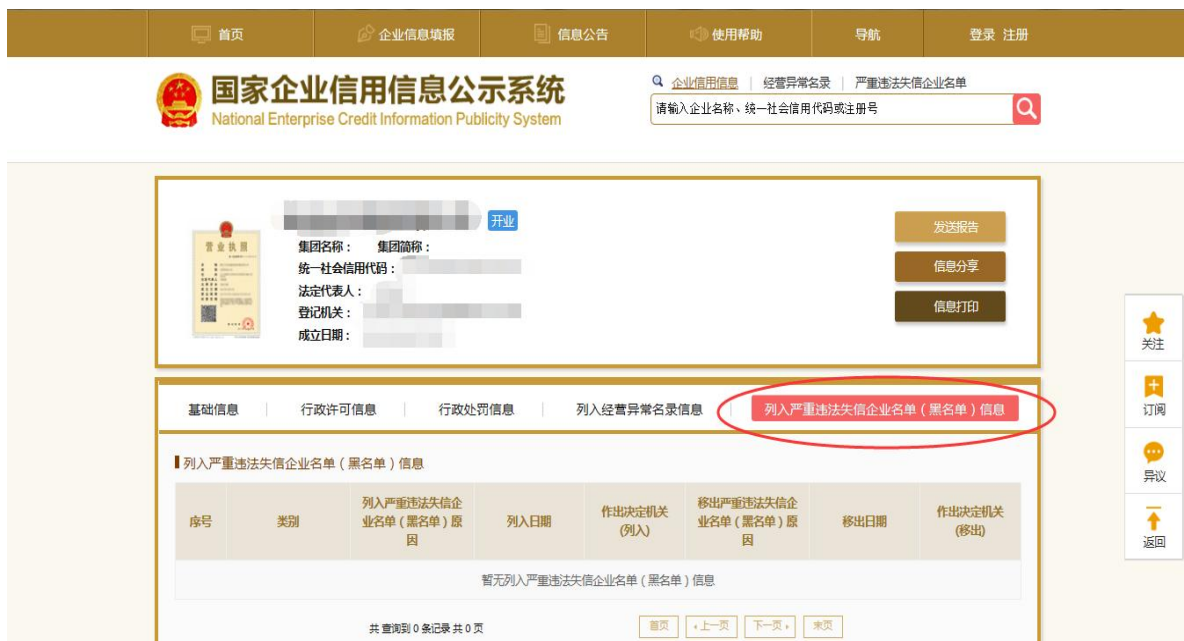 首页 企业信息填报 信息公告 使用帮助 导航 登录 注册
国家企业信用信息公示系统
National Enterprise Credit Information Publicity System
企业信用信息 | 经营异常名录 | 严重违法失信企业名单
请输入企业名称、统一社会信用代码或注册号
开业
营业执照
集团名称: 集团简称:
统一社会信用代码:
法定代表人:
登记机关:
成立日期:
发送报告
信息分享
信息打印
关注
订阅
异议
返回
基础信息 | 行政许可信息 | 行政处罚信息 | 列入经营异常名录信息 | 列入严重违法失信企业名单(黑名单)信息
列入严重违法失信企业名单(黑名单)信息
序号 类别 列入严重违法失信企业名单(黑名单)原因 列入日期 作出决定机关(列入) 移出严重违法失信企业名单(黑名单)原因 移出日期 作出决定机关(移出)
暂无列入严重违法失信企业名单(黑名单)信息
共 查询到 0 条记录 共 0 页 首页 上一页 下一页 末页